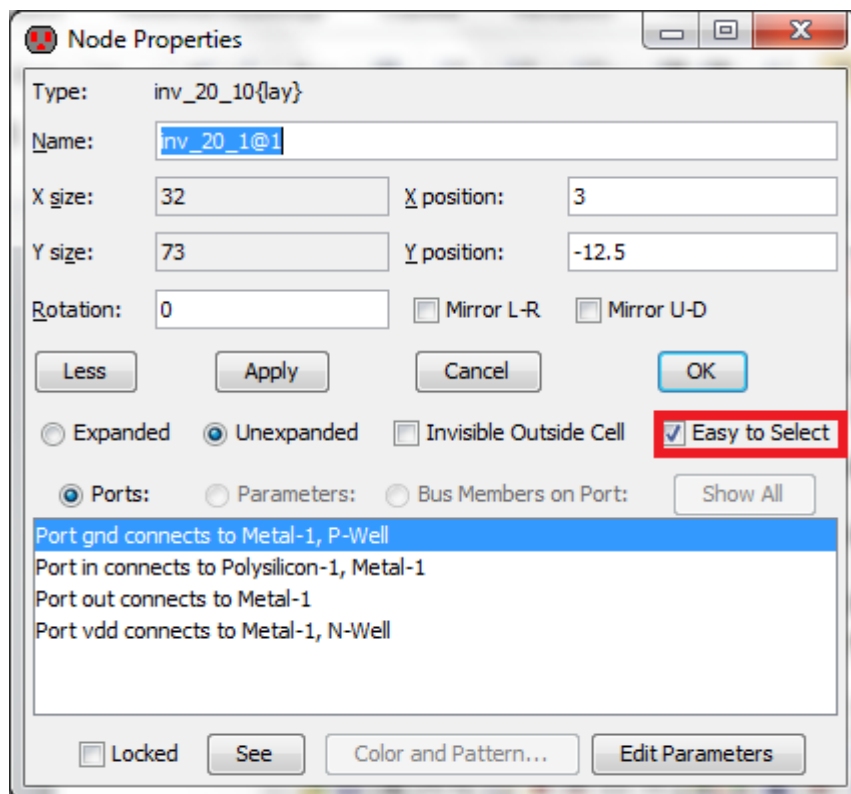 Node Properties
Type: inv_20_10{lay}
Name: inv_20_1@1
X size: 32 X position: 3
Y size: 73 Y position: -12.5
Rotation: 0 Mirror L-R Mirror U-D
Less Apply Cancel OK
Expanded Unexpanded Invisible Outside Cell Easy to Select
Ports: Parameters: Bus Members on Port: Show All
Port gnd connects to Metal-1, P-Well
Port in connects to Polysilicon-1, Metal-1
Port out connects to Metal-1
Port vdd connects to Metal-1, N-Well
Locked See Color and Pattern... Edit Parameters